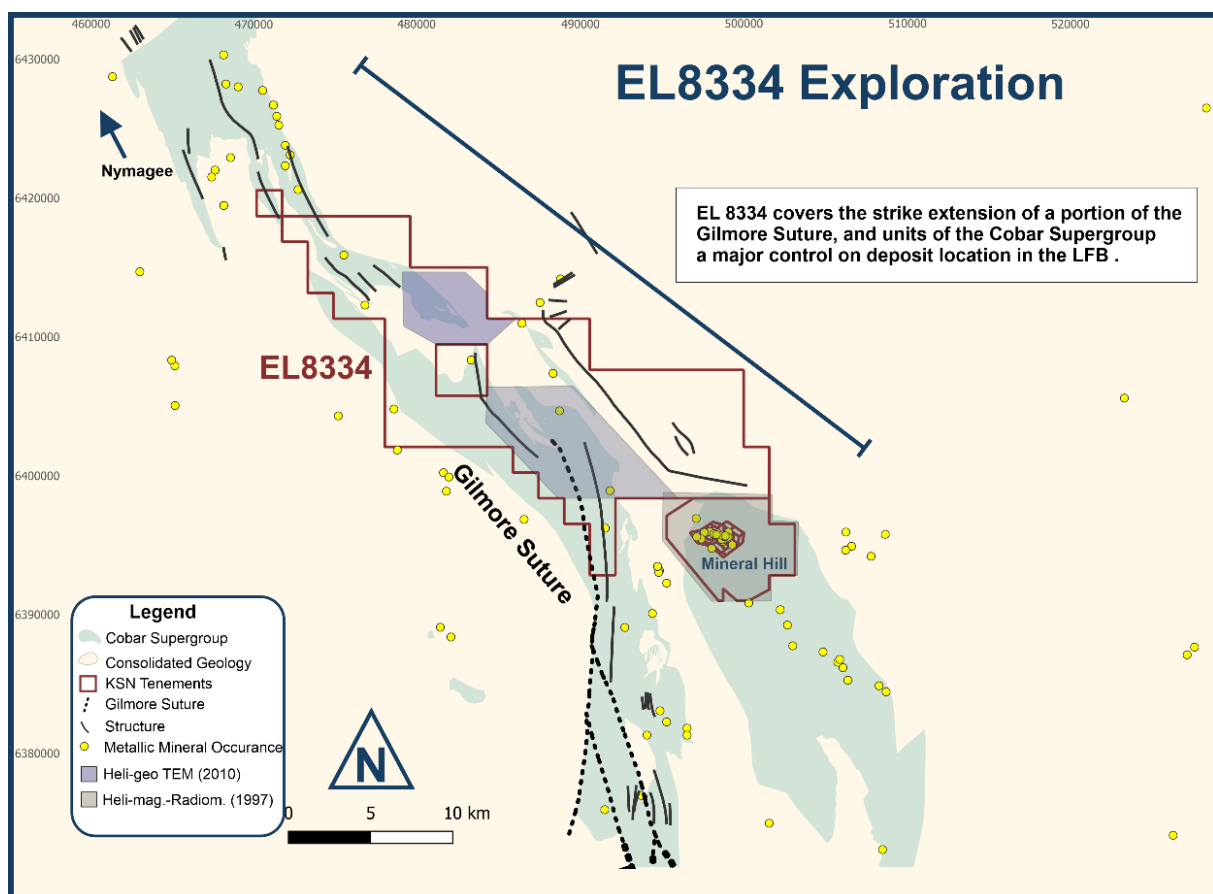 460000 470000 480000 490000 500000 510000 520000
6430000
EL8334 Exploration
Nymagee
6420000
EL 8334 covers the strike extension of a portion of the
Gilmore Suture, and units of the Cobar Supergroup
a major control on deposit location in the LFB .
6410000
EL8334
6400000
Gilmore Suture
Mineral Hill
6390000
6380000
Legend
Cobar Supergroup
Consolidated Geology
KSN Tenements
Gilmore Suture
Structure
Metallic Mineral Occurance
Heli-geo TEM (2010)
Heli-mag.-Radiom. (1997)
N
0 5 10 km